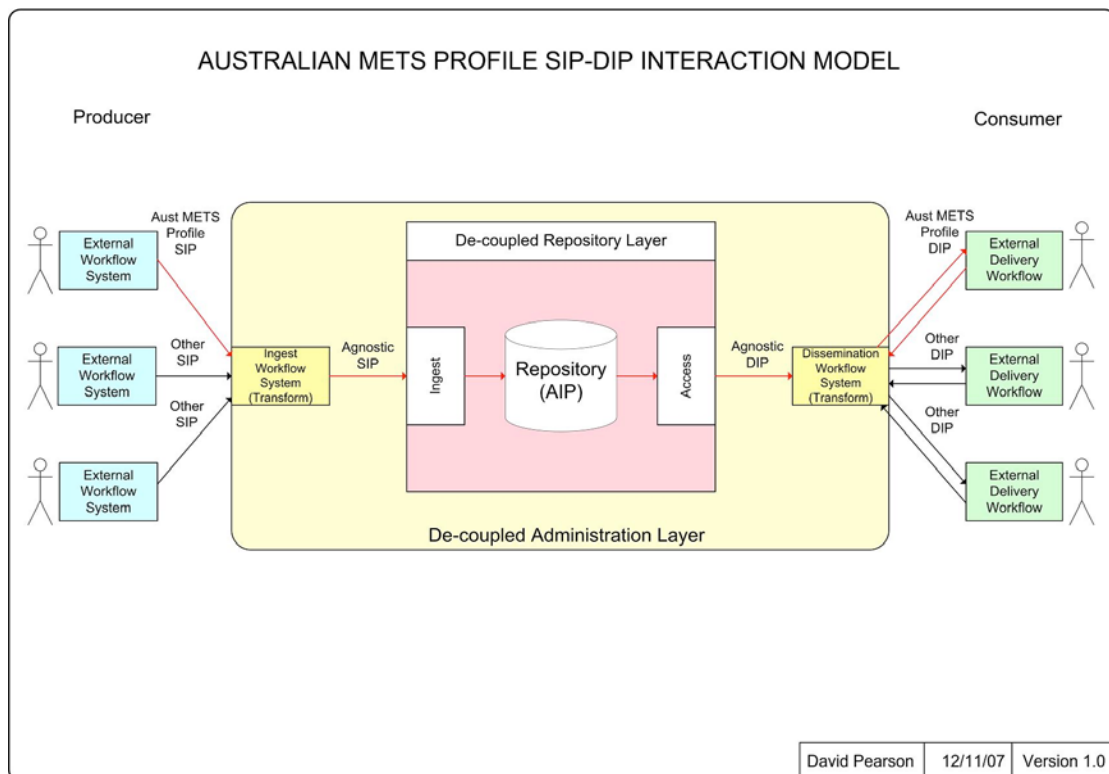 AUSTRALIAN METS PROFILE SIP-DIP INTERACTION MODEL
Producer
Consumer
Aust METS
Profile
SIP
External
Workflow
System
Other
SIP
External
Workflow
System
Other
SIP
External
Workflow
System
Ingest
Workflow
System
(Transform)
Agnostic
SIP
De-coupled Repository Layer
Ingest
Repository
(AIP)
Access
Agnostic
DIP
Dissemination
Workflow
System
(Transform)
De-coupled Administration Layer
Aust METS
Profile
DIP
External
Delivery
Workflow
Other
DIP
External
Delivery
Workflow
Other
DIP
External
Delivery
Workflow
David Pearson
12/11/07
Version 1.0